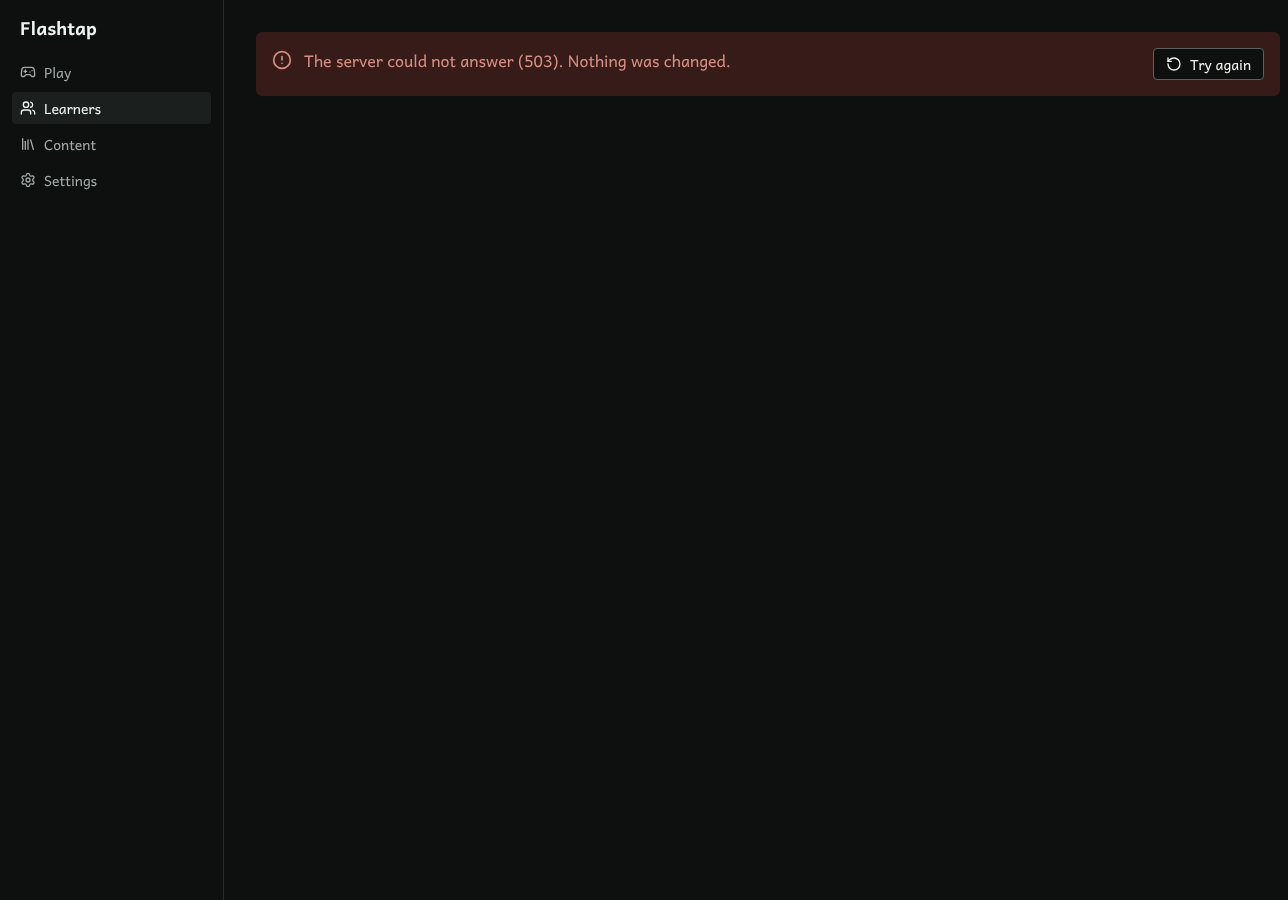 Flashtap
Play
Learners
Content
Settings
The server could not answer (503). Nothing was changed.
Try again